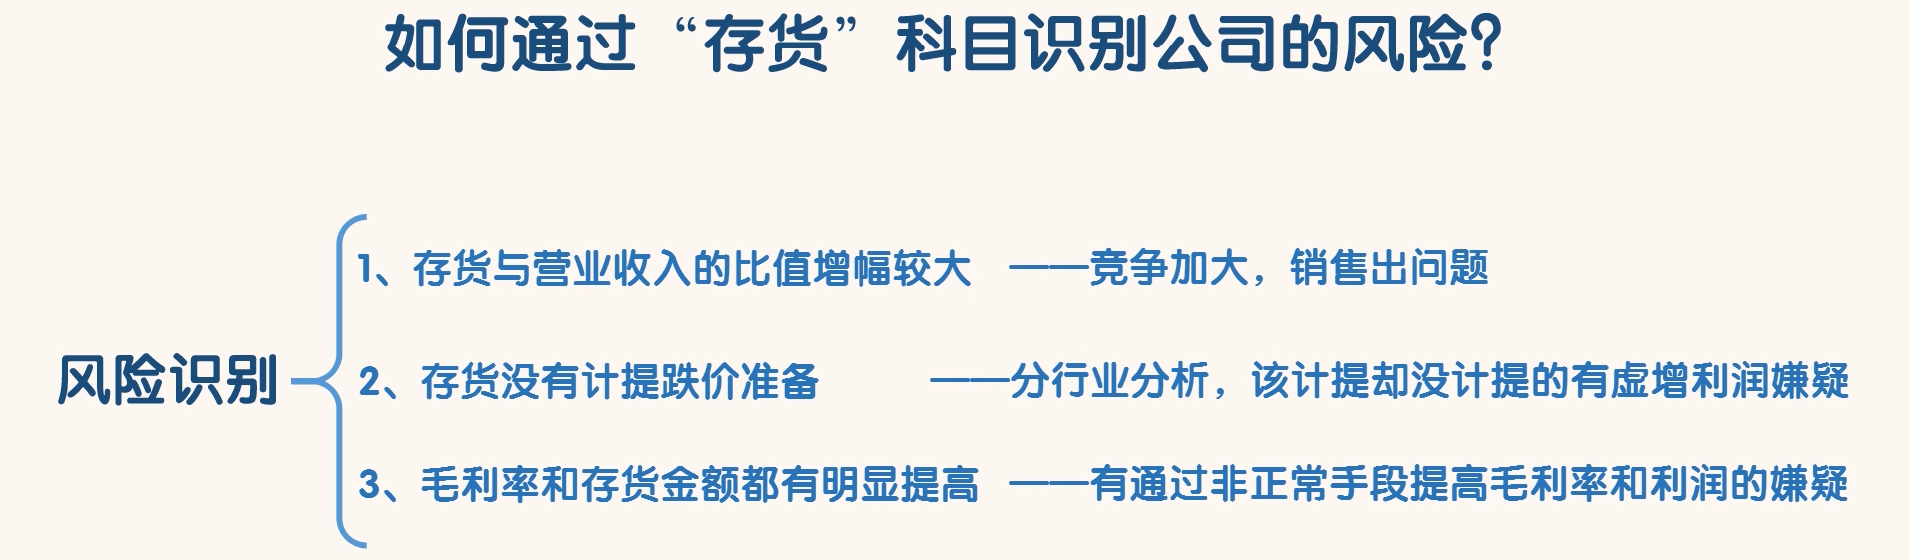 如何通过“存货”科目识别公司的风险？
1、存货与营业收入的比值增幅较大 ——竞争加大，销售出问题
风险识别
2、存货没有计提跌价准备 ——分行业分析，该计提却没计提的有虚增利润嫌疑
3、毛利率和存货金额都有明显提高 ——有通过非正常手段提高毛利率和利润的嫌疑